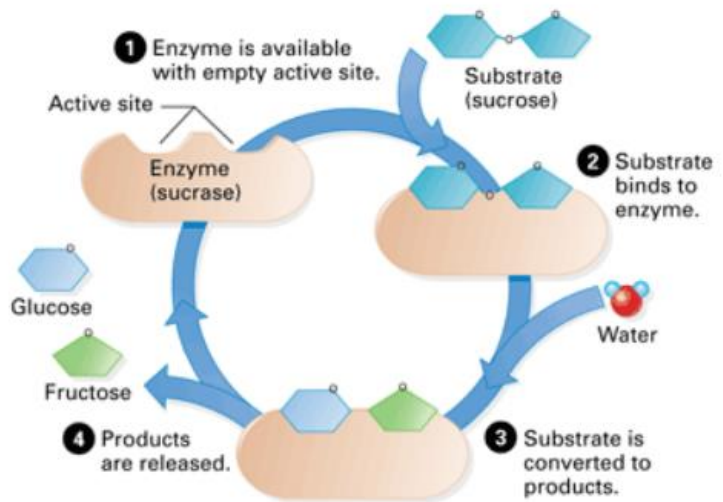 1 Enzyme is available
with empty active site.
Substrate
(sucrose)
Active site
Enzyme
(sucrase)
2 Substrate
binds to
enzyme.
Glucose
Water
Fructose
4 Products
are released.
3 Substrate is
converted to
products.